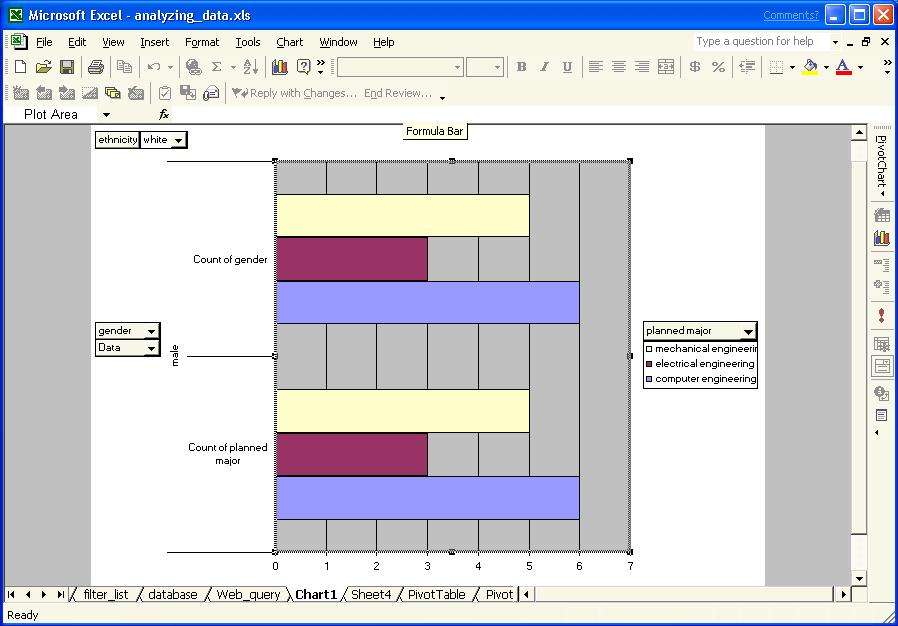 Microsoft Excel - analyzing_data.xls Comments?
File Edit View Insert Format Tools Chart Window Help Type a question for help
B I U $ %
Reply with Changes... End Review...
Plot Area fx
Formula Bar
ethnicity white
PivotChart
Count of gender
gender
Data
male
planned major
mechanical engineerin
electrical engineering
computer engineering
Count of planned
major
0 1 2 3 4 5 6 7
filter_list database Web_query Chart1 Sheet4 PivotTable Pivot
Ready